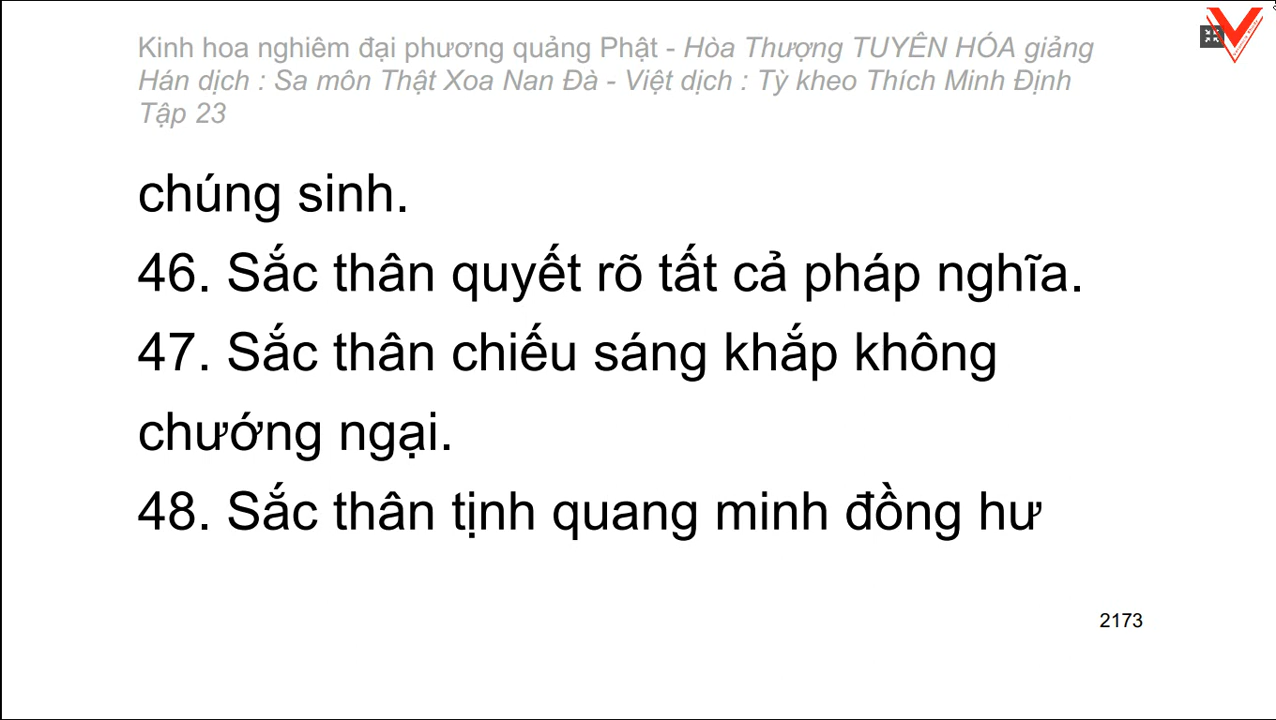 Kinh hoa nghiêm đại phương quảng Phật - Hòa Thượng TUYÊN HÓA giảng
Hán dịch : Sa môn Thật Xoa Nan Đà - Việt dịch : Tỳ kheo Thích Minh Định
Tập 23
chúng sinh.
46. Sắc thân quyết rõ tất cả pháp nghĩa.
47. Sắc thân chiếu sáng khắp không
chướng ngại.
48. Sắc thân tịnh quang minh đồng hư
2173